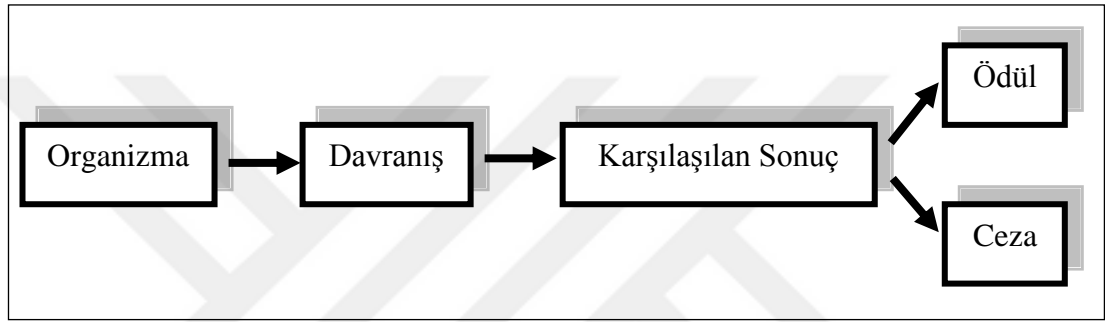 Organizma
Davranış
Karşılaşılan Sonuç
Ödül
Ceza